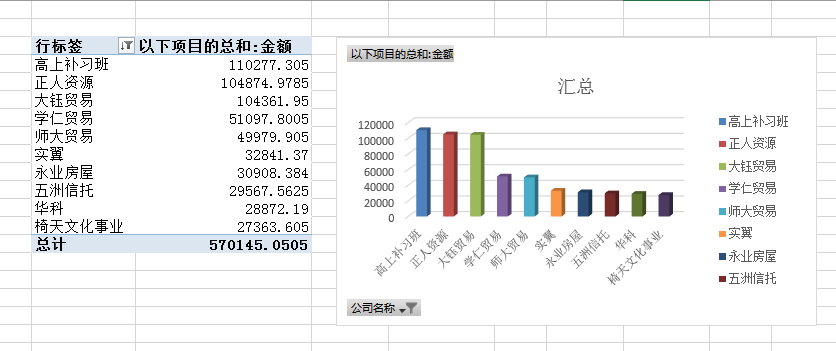 行标签 以下项目的总和:金额
高上补习班 110277.305
正人资源 104874.9785
大钰贸易 104361.95
学仁贸易 51097.8005
师大贸易 49979.905
实翼 32841.37
永业房屋 30908.384
五洲信托 29567.5625
华科 28872.19
椅天文化事业 27363.605
总计 570145.0505
以下项目的总和:金额
汇总
120000
100000
80000
60000
40000
20000
0
高上补习班
正人资源
大钰贸易
学仁贸易
师大贸易
实翼
永业房屋
五洲信托
华科
椅天文化事业
高上补习班
正人资源
大钰贸易
学仁贸易
师大贸易
实翼
永业房屋
五洲信托
公司名称